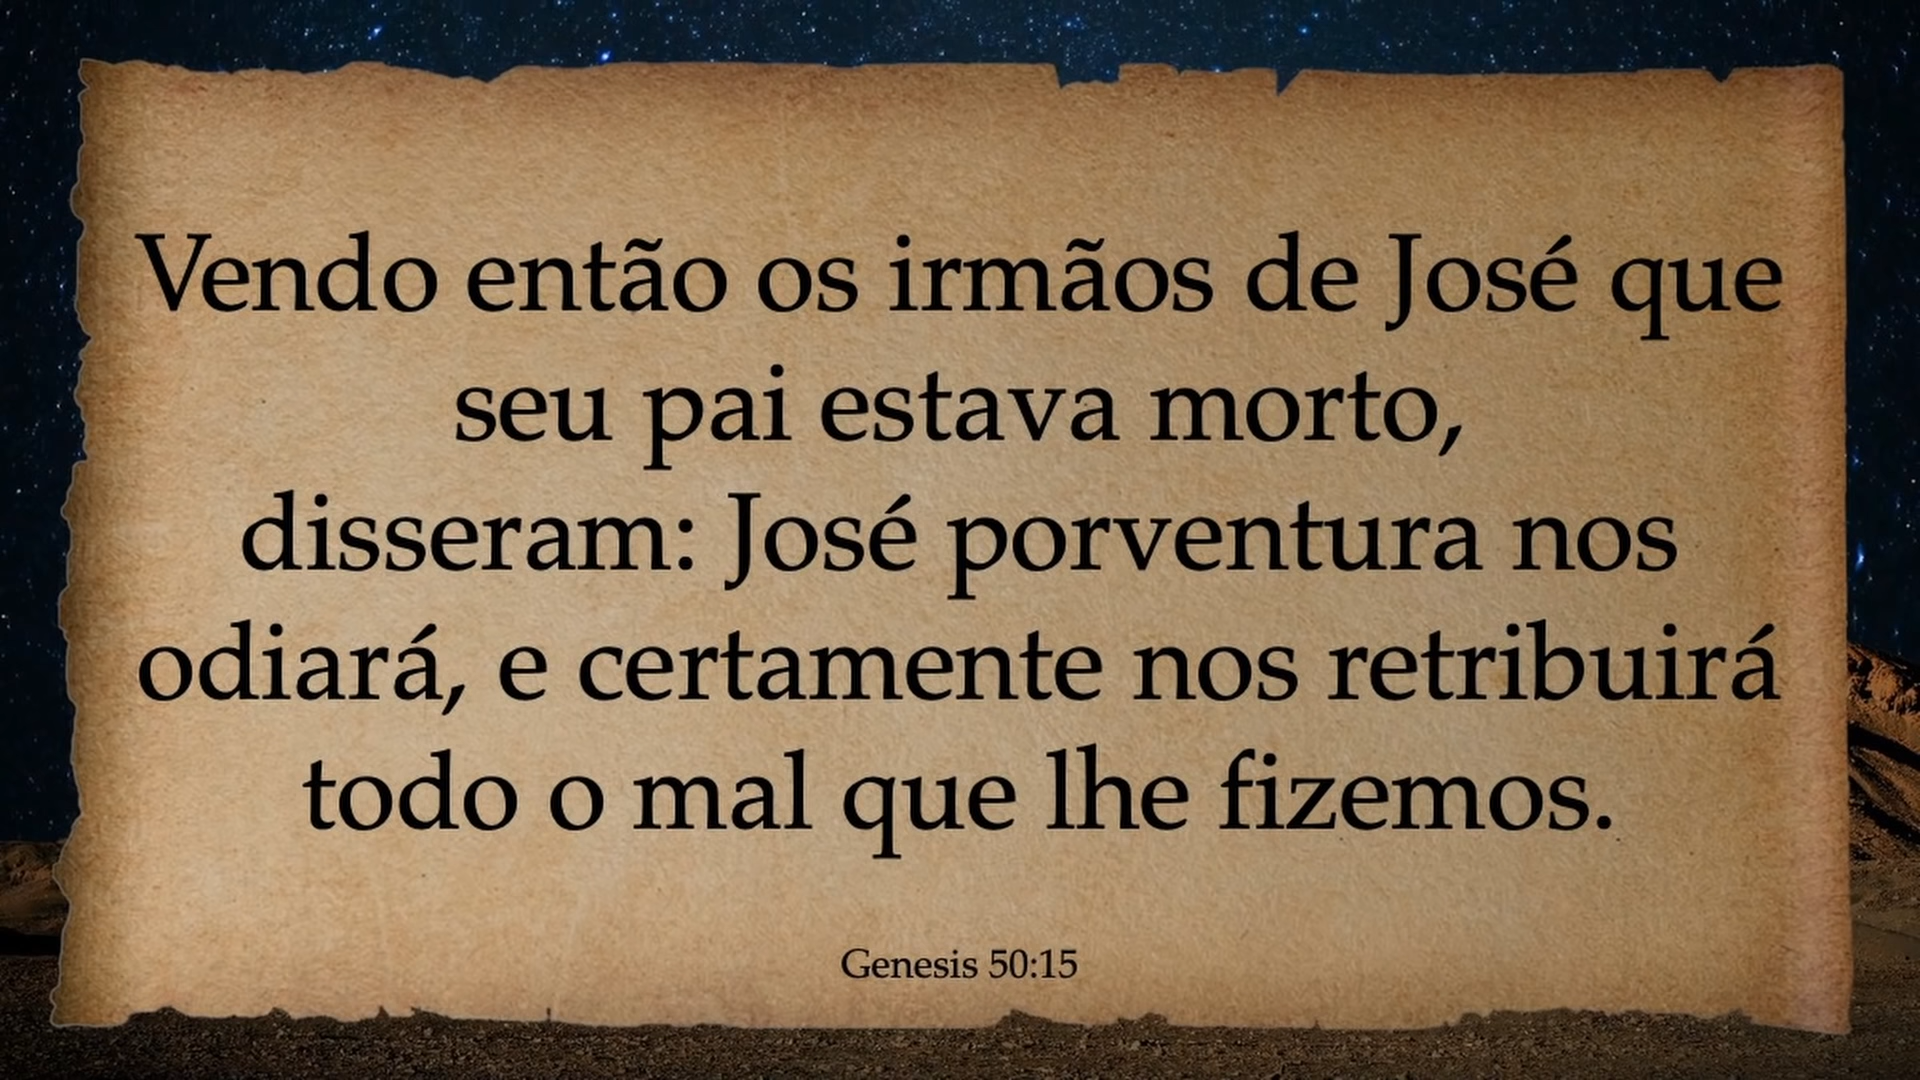 Vendo então os irmãos de José que
seu pai estava morto,
disseram: José porventura nos
odiará, e certamente nos retribuirá
todo o mal que lhe fizemos.
Genesis 50:15